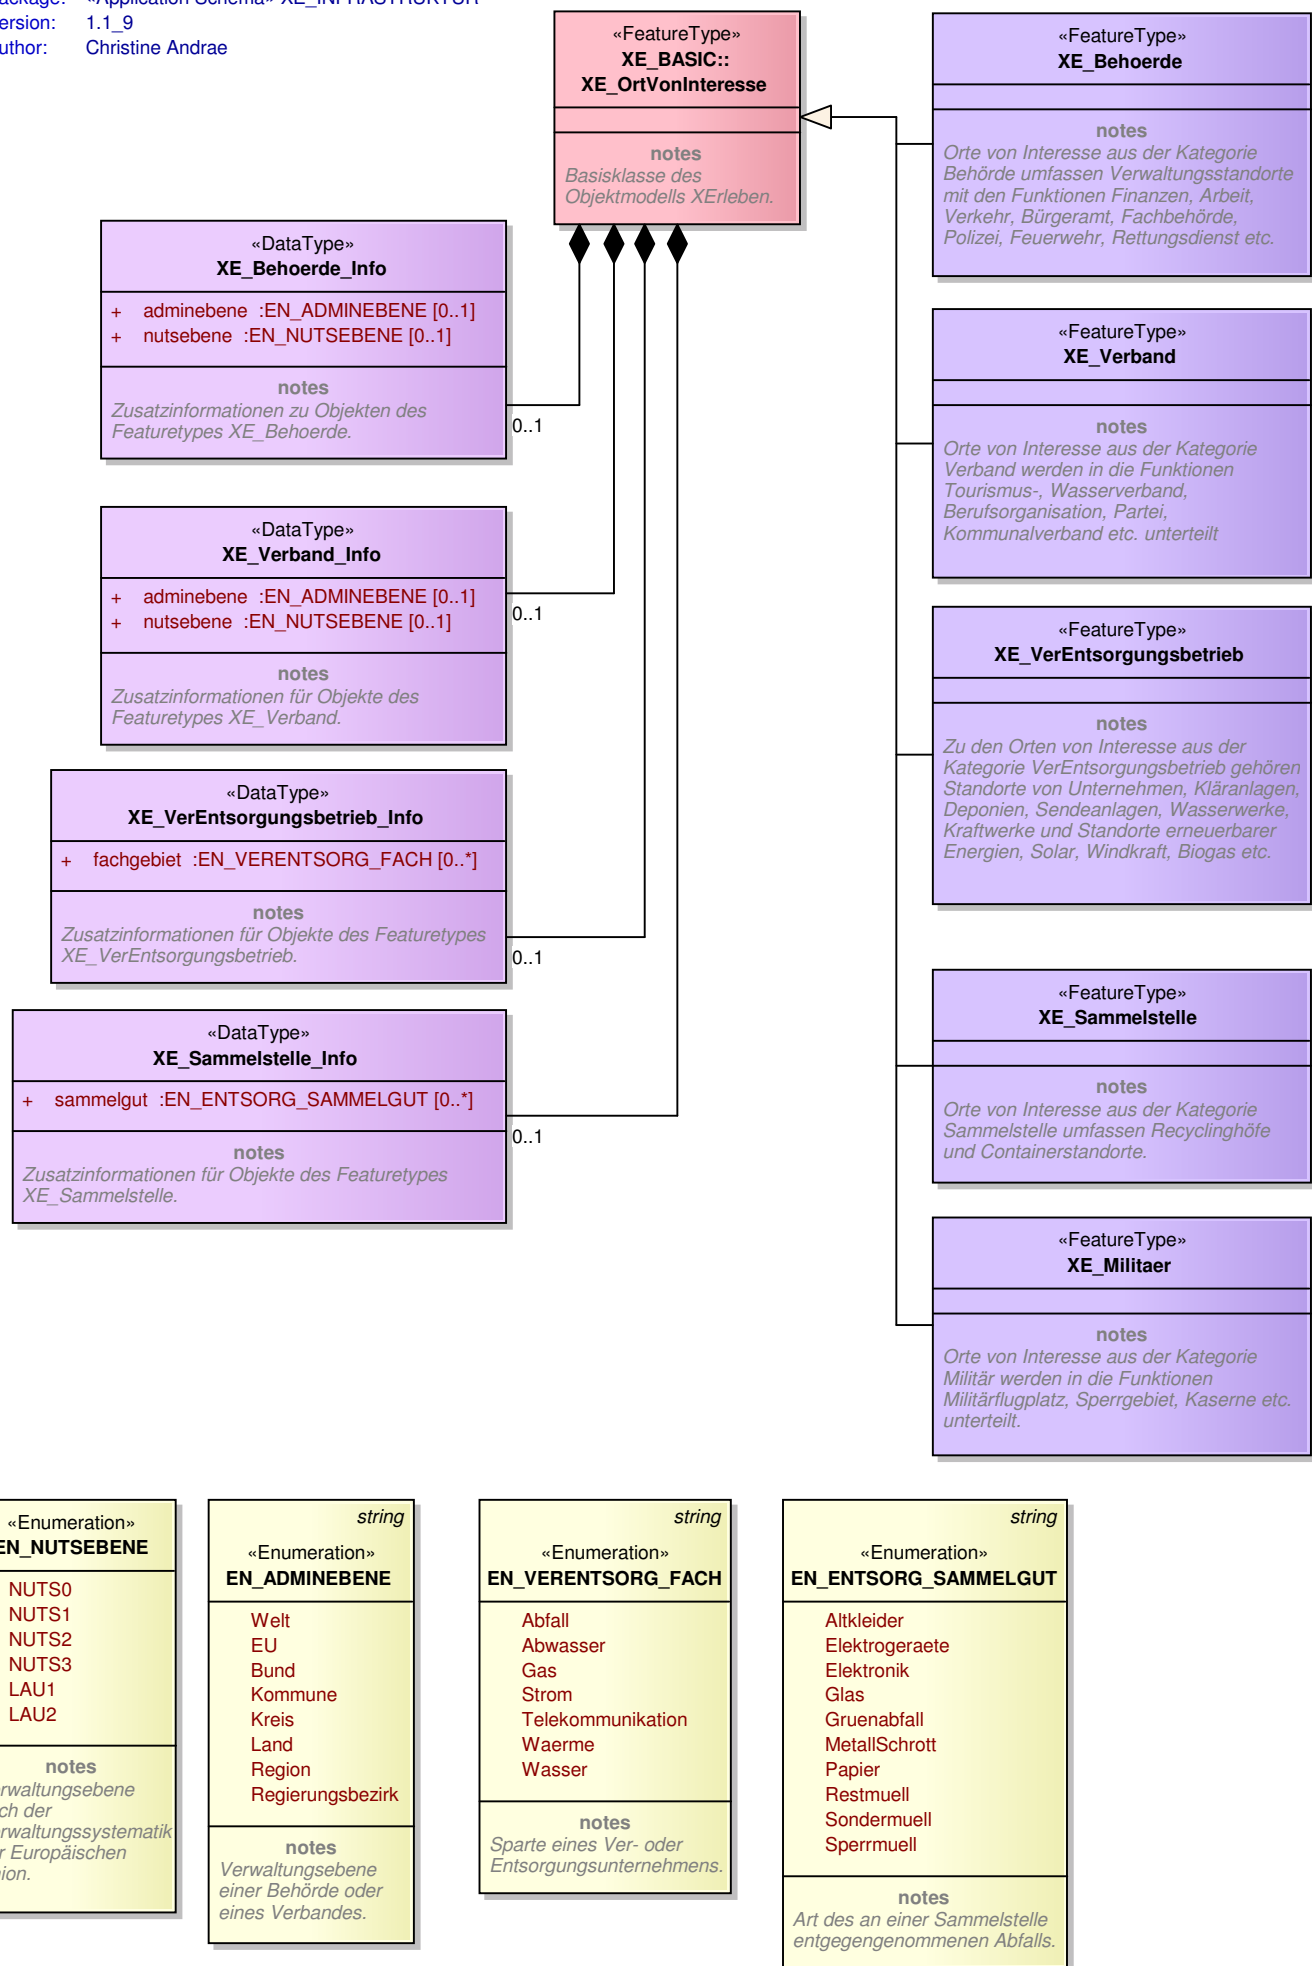 «Application Schema» XE_INFRASTRUKTUR
1.1_9
Christine Andrae
«FeatureType»
XE_BASIC::
XE_OrtVonInteresse
notes
Basisklasse des
Objektmodells XErleben.
«FeatureType»
XE_Behoerde
notes
Orte von Interesse aus der Kategorie
Behörde umfassen Verwaltungsstandorte
mit den Funktionen Finanzen, Arbeit,
Verkehr, Bürgeramt, Fachbehörde,
Polizei, Feuerwehr, Rettungsdienst etc.
«DataType»
XE_Behoerde_Info
+ adminebene :EN_ADMINEBENE [0..1]
+ nutsebene :EN_NUTSEBENE [0..1]
notes
Zusatzinformationen zu Objekten des
Featuretypes XE_Behoerde.
0..1
«FeatureType»
XE_Verband
notes
Orte von Interesse aus der Kategorie
Verband werden in die Funktionen
Tourismus-, Wasserverband,
Berufsorganisation, Partei,
Kommunalverband etc. unterteilt
«DataType»
XE_Verband_Info
+ adminebene :EN_ADMINEBENE [0..1]
+ nutsebene :EN_NUTSEBENE [0..1]
notes
Zusatzinformationen für Objekte des
Featuretypes XE_Verband.
0..1
«FeatureType»
XE_VerEntsorgungsbetrieb
notes
Zu den Orten von Interesse aus der
Kategorie VerEntsorgungsbetrieb gehören
Standorte von Unternehmen, Kläranlagen,
Deponien, Sendeanlagen, Wasserwerke,
Kraftwerke und Standorte erneuerbarer
Energien, Solar, Windkraft, Biogas etc.
«DataType»
XE_VerEntsorgungsbetrieb_Info
+ fachgebiet :EN_VERENTSORG_FACH [0..*]
notes
Zusatzinformationen für Objekte des Featuretypes
XE_VerEntsorgungsbetrieb.
0..1
«FeatureType»
XE_Sammelstelle
notes
Orte von Interesse aus der Kategorie
Sammelstelle umfassen Recyclinghöfe
und Containerstandorte.
«DataType»
XE_Sammelstelle_Info
+ sammelgut :EN_ENTSORG_SAMMELGUT [0..*]
notes
Zusatzinformationen für Objekte des Featuretypes
XE_Sammelstelle.
0..1
«FeatureType»
XE_Militaer
notes
Orte von Interesse aus der Kategorie
Militär werden in die Funktionen
Militärflugplatz, Sperrgebiet, Kaserne etc.
unterteilt.
«Enumeration»
EN_NUTSEBENE
NUTS0
NUTS1
NUTS2
NUTS3
LAU1
LAU2
notes
der
Europäischen
string
«Enumeration»
EN_ADMINEBENE
Welt
EU
Bund
Kommune
Kreis
Land
Region
Regierungsbezirk
notes
Verwaltungsebene
einer Behörde oder
eines Verbandes.
string
«Enumeration»
EN_VERENTSORG_FACH
Abfall
Abwasser
Gas
Strom
Telekommunikation
Waerme
Wasser
notes
Sparte eines Ver- oder
Entsorgungsunternehmens.
string
«Enumeration»
EN_ENTSORG_SAMMELGUT
Altkleider
Elektrogeraete
Elektronik
Glas
Gruenabfall
MetallSchrott
Papier
Restmuell
Sondermuell
Sperrmuell
notes
Art des an einer Sammelstelle
entgegengenommenen Abfalls.